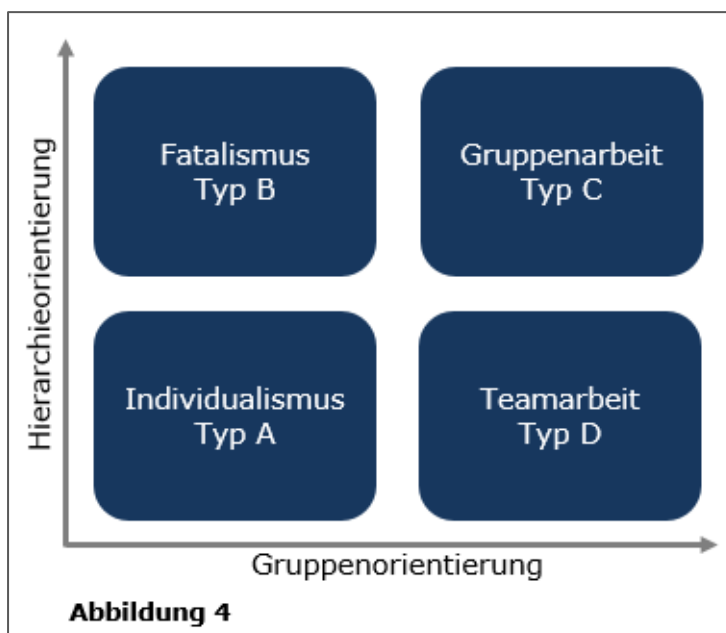 Hierarchieorientierung
Fatalismus
Typ B
Gruppenarbeit
Typ C
Individualismus
Typ A
Teamarbeit
Typ D
Gruppenorientierung
Abbildung 4